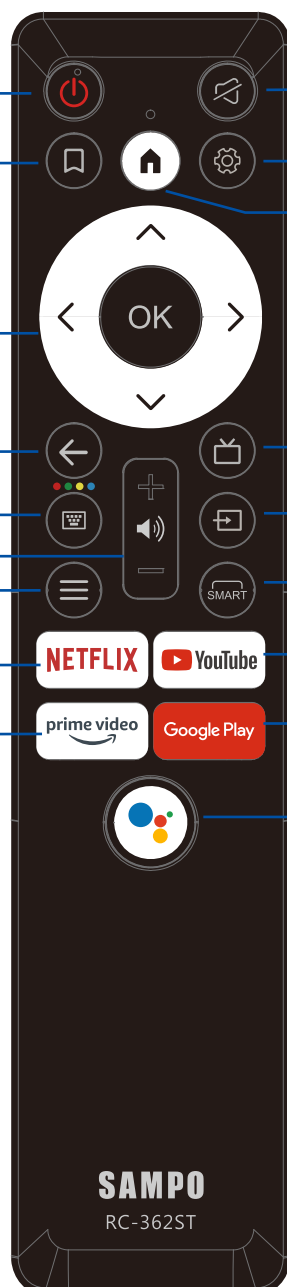 OK
SMART
NETFLIX
YouTube
prime video
Google Play
SAMPO
RC-362ST